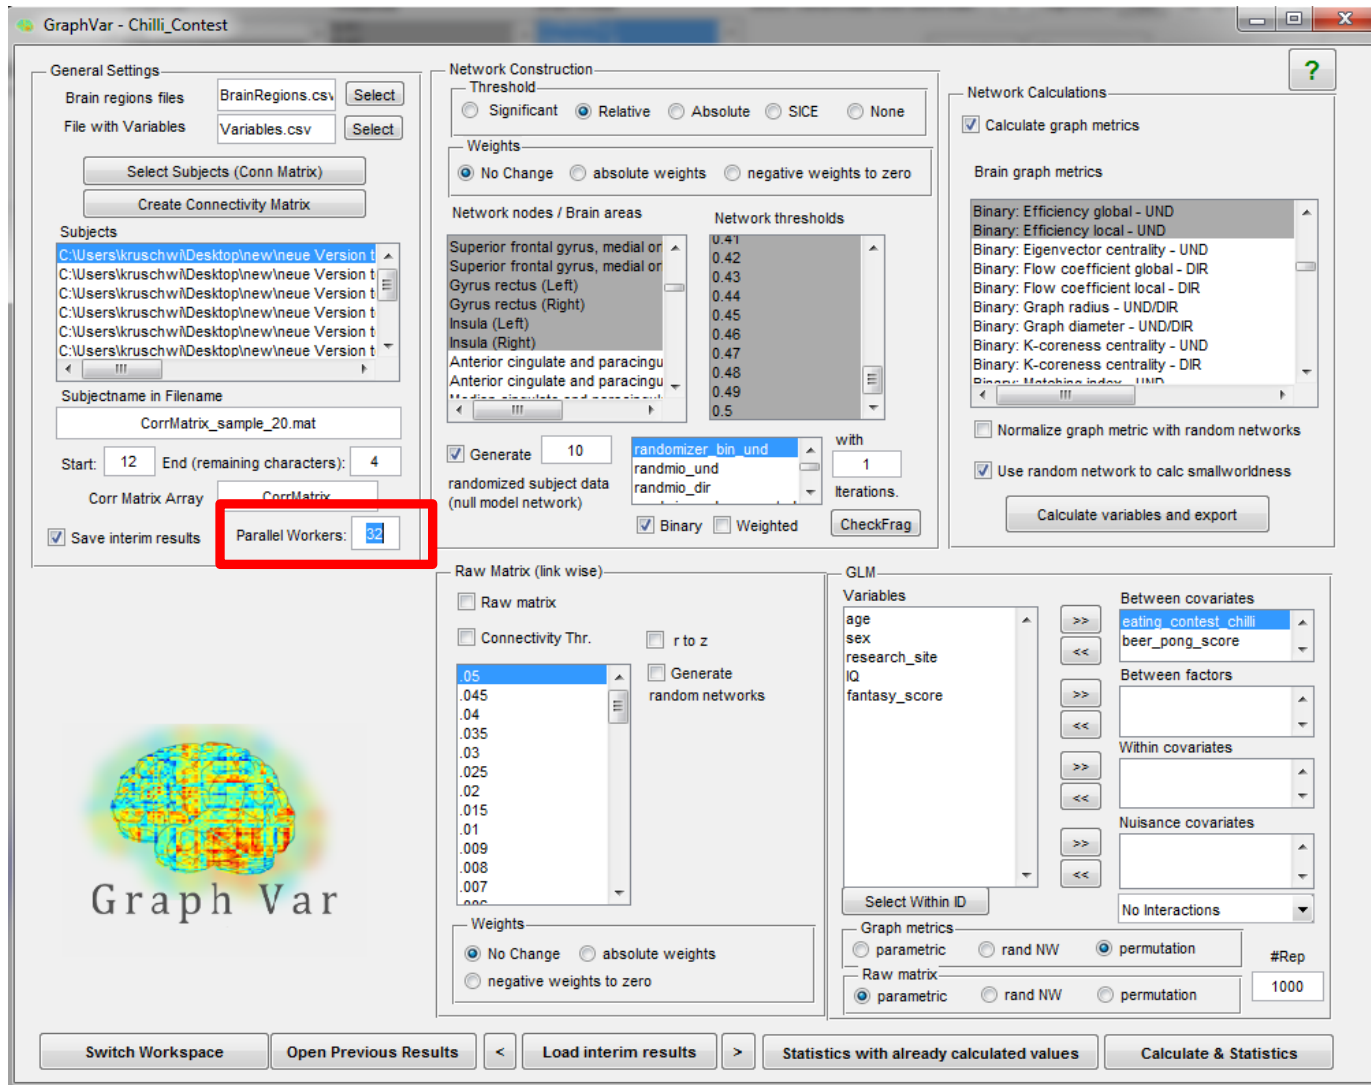 GraphVar - Chilli_Contest
?
General Settings
Brain regions files
BrainRegions.csv
Select
File with Variables
Variables.csv
Select
Select Subjects (Conn Matrix)
Create Connectivity Matrix
Subjects
C:\Users\kruschwi\Desktop\new\neue Version t
C:\Users\kruschwi\Desktop\new\neue Version t
C:\Users\kruschwi\Desktop\new\neue Version t
C:\Users\kruschwi\Desktop\new\neue Version t
C:\Users\kruschwi\Desktop\new\neue Version t
C:\Users\kruschwi\Desktop\new\neue Version t
Subjectname in Filename
CorrMatrix_sample_20.mat
Start: 12 End (remaining characters): 4
Corr Matrix Array CorrMatrix
Save interim results
Parallel Workers: 32
Network Construction
Threshold
Significant Relative Absolute SICE None
Weights
No Change absolute weights negative weights to zero
Network nodes / Brain areas
Superior frontal gyrus, medial or
Superior frontal gyrus, medial or
Gyrus rectus (Left)
Gyrus rectus (Right)
Insula (Left)
Insula (Right)
Anterior cingulate and paracingu
Anterior cingulate and paracingu
Network thresholds
0.41
0.42
0.43
0.44
0.45
0.46
0.47
0.48
0.49
0.5
Generate 10
randomized subject data
(null model network)
randomizer_bin_und
randmio_und
randmio_dir
with
1
Iterations.
Binary Weighted
CheckFrag
Network Calculations
Calculate graph metrics
Brain graph metrics
Binary: Efficiency global - UND
Binary: Efficiency local - UND
Binary: Eigenvector centrality - UND
Binary: Flow coefficient global - DIR
Binary: Flow coefficient local - DIR
Binary: Graph radius - UND/DIR
Binary: Graph diameter - UND/DIR
Binary: K-coreness centrality - UND
Binary: K-coreness centrality - DIR
Binary: Matching index - UND
Normalize graph metric with random networks
Use random network to calc smallworldness
Calculate variables and export
Raw Matrix (link wise)
Raw matrix
Connectivity Thr.
r to z
Generate
random networks
.05
.045
.04
.035
.03
.025
.02
.015
.01
.009
.008
.007
.006
Weights
No Change absolute weights
negative weights to zero
GLM
Variables
age
sex
research_site
IQ
fantasy_score
>>
<<
>>
<<
>>
<<
>>
<<
Between covariates
eating_contest_chilli
beer_pong_score
Between factors
Within covariates
Nuisance covariates
No Interactions
Select Within ID
Graph metrics
parametric rand NW permutation
Raw matrix
parametric rand NW permutation
#Rep
1000
Graph Var
Switch Workspace
Open Previous Results
<
Load interim results
>
Statistics with already calculated values
Calculate & Statistics